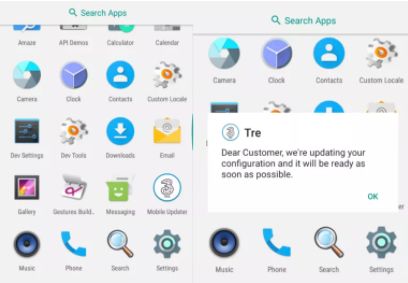 Search Apps
Amaze API Demos Calculator Calendar
Camera Clock Contacts Custom Locale
Dev Settings Dev Tools Downloads Email
Gallery Gestures Build.. Messaging Mobile Updater
Music Phone Search Settings
Search Apps
Camera Clock Contacts Custom Locale
Tre
Dear Customer, we're updating your
configuration and it will be ready as
soon as possible.
OK
Music Phone Search Settings